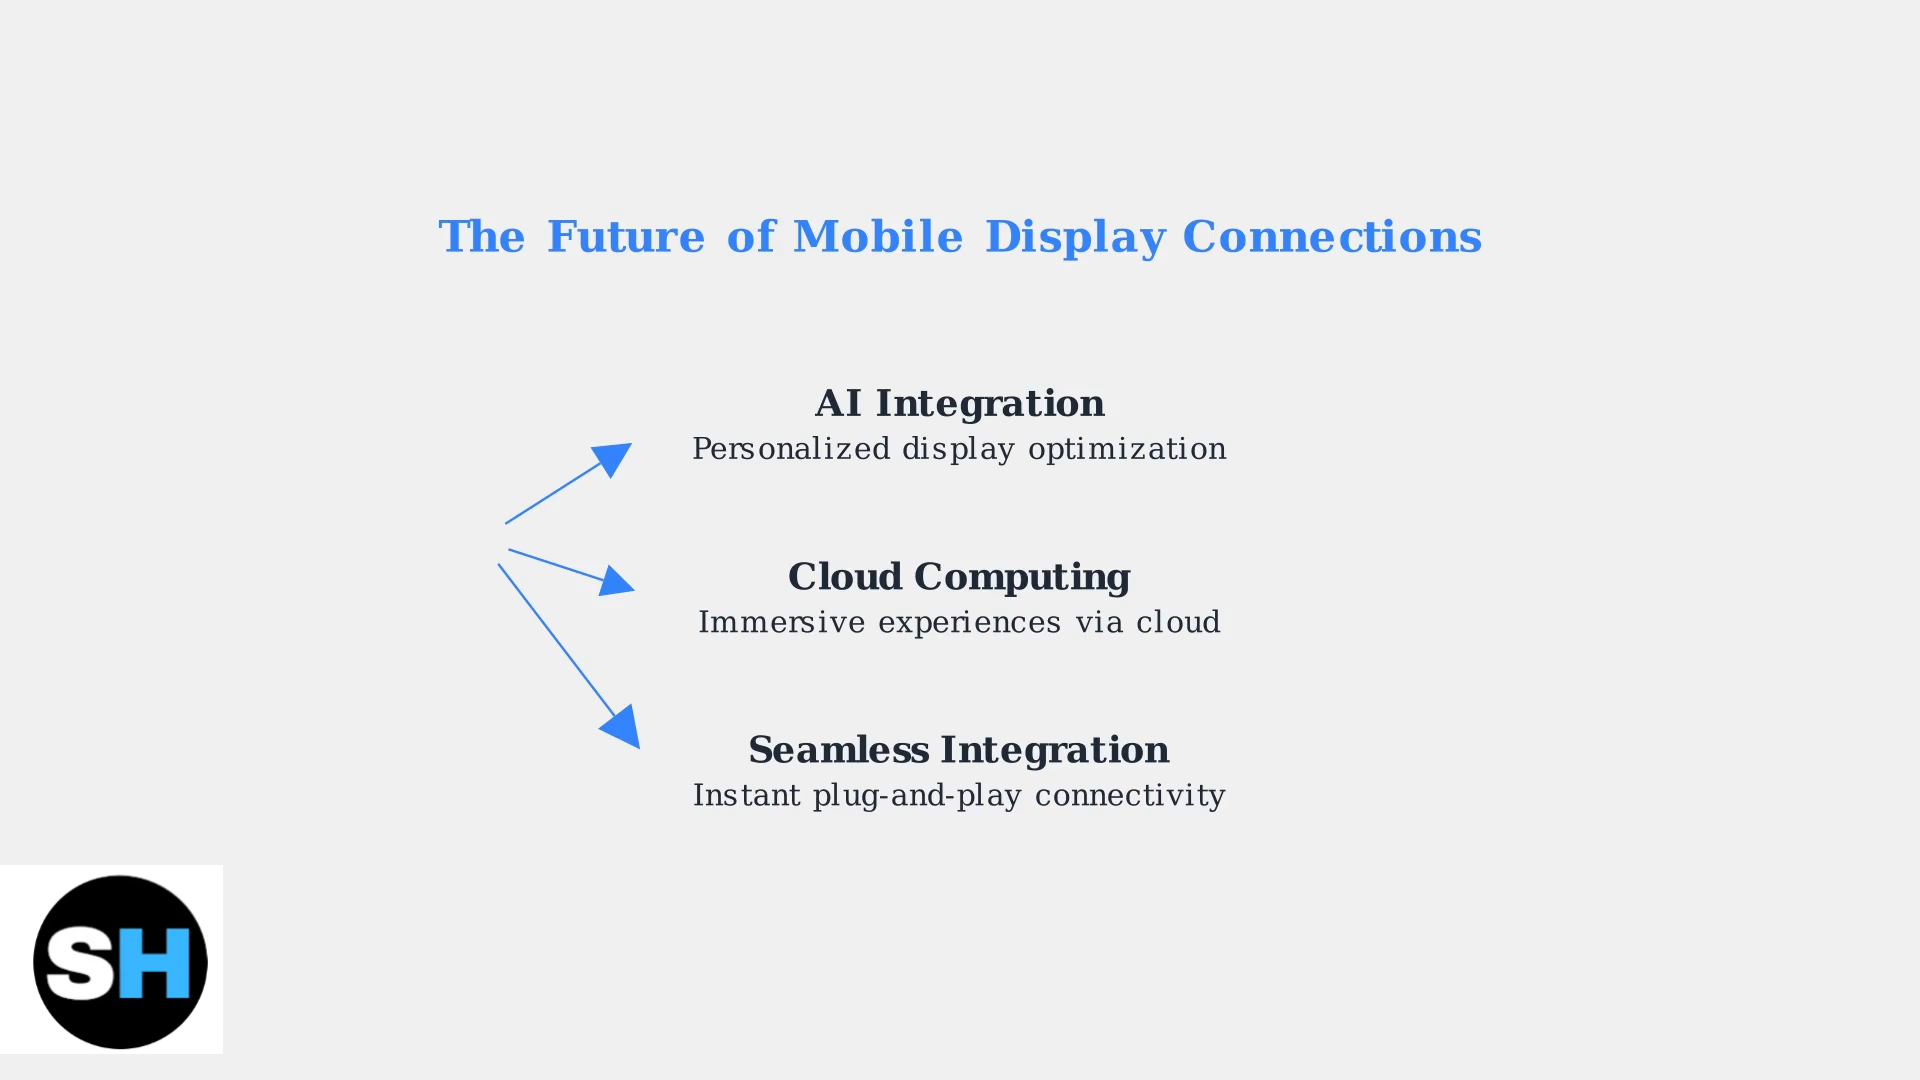 The Future of Mobile Display Connections
AI Integration
Personalized display optimization
Cloud Computing
Immersive experiences via cloud
Seamless Integration
Instant plug-and-play connectivity
SH